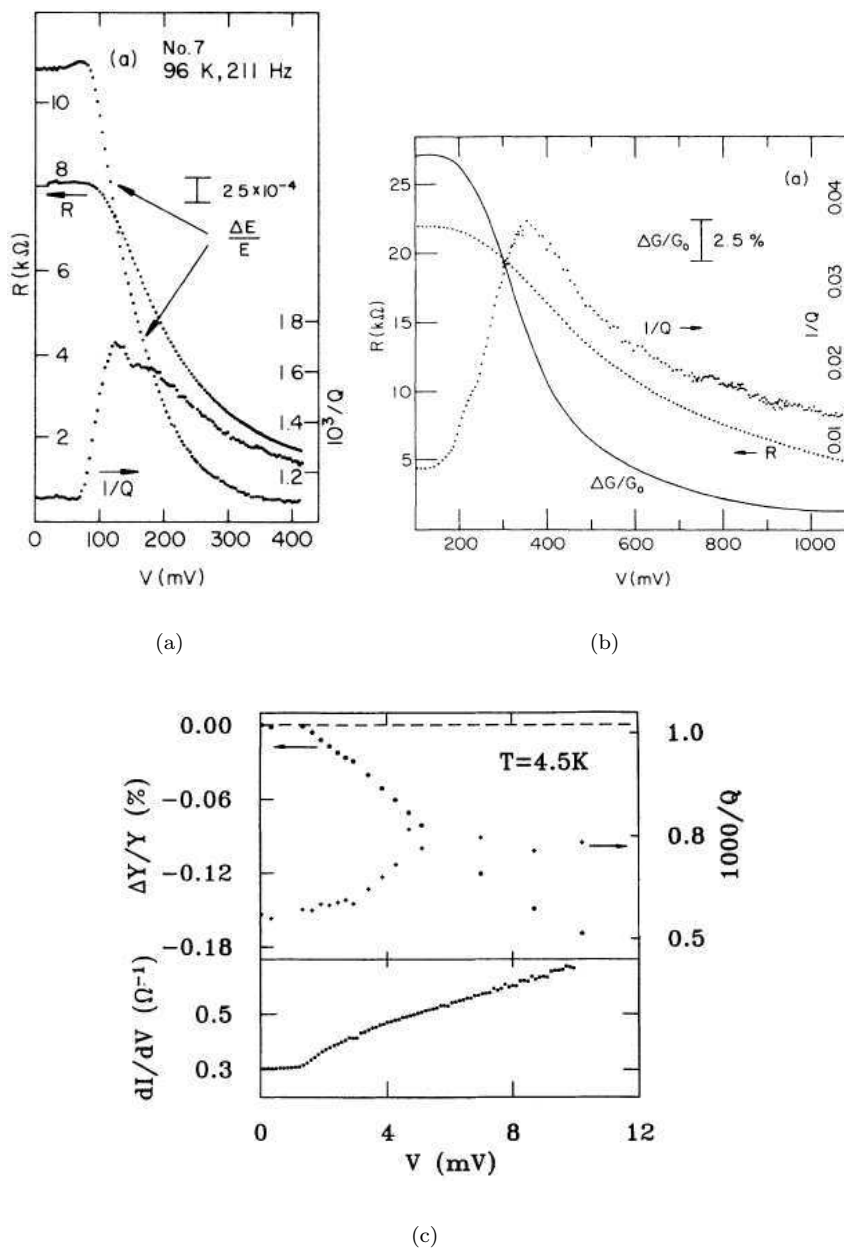 (a) No.7
96 K, 211 Hz
10
8
6
4
2
R (kΩ)
R
2.5×10⁻⁴
ΔE
E
1.8
1.6
1.4
1.2
10³/Q
1/Q
0 100 200 300 400
V (mV)
(a)
(a)
25
20
15
10
5
R (kΩ)
ΔG/G₀ 2.5 %
1/Q
R
ΔG/G₀
0.04
0.03
0.02
0.01
1/Q
200 400 600 800 1000
V (mV)
(b)
0.00
-0.06
-0.12
-0.18
ΔY/Y (%)
T=4.5K
1.0
0.8
0.5
1000/Q
0.5
0.3
dI/dV (Ω⁻¹)
0 4 8 12
V (mV)
(c)